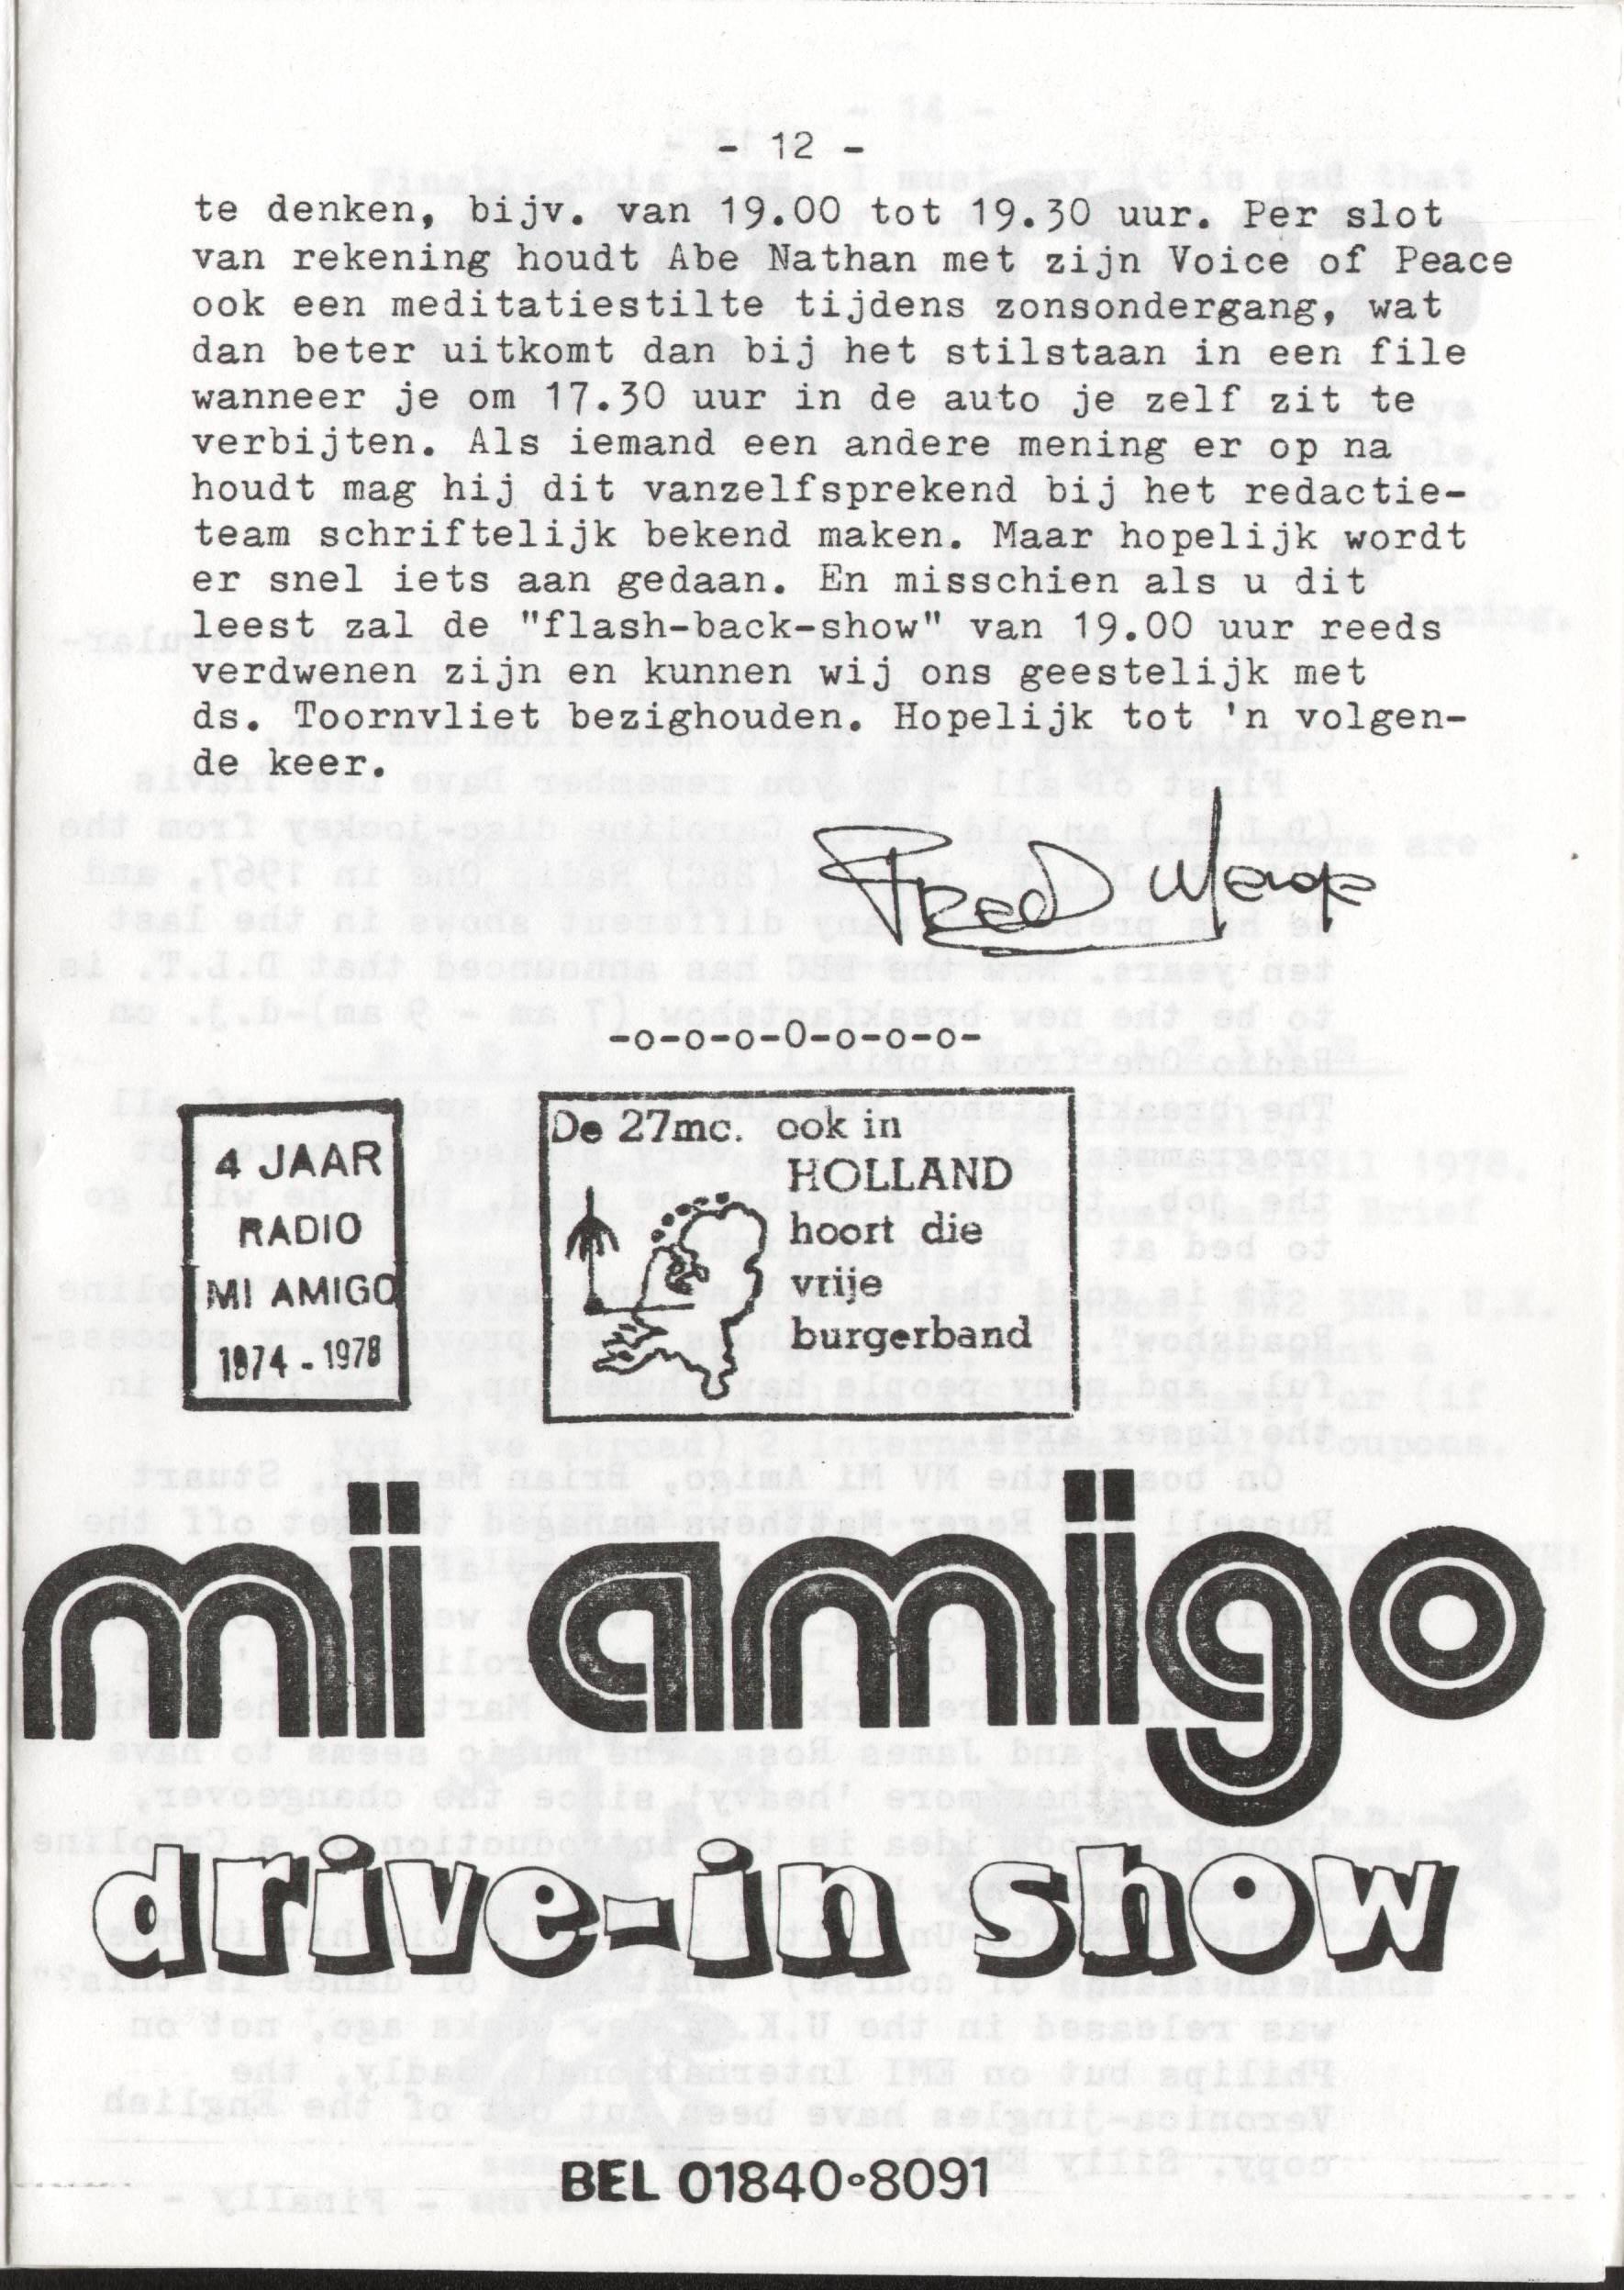 - 12 -
te denken, bijv. van 19.00 tot 19.30 uur. Per slot
van rekening houdt Abe Nathan met zijn Voice of Peace
ook een meditatiestilte tijdens zonsondergang, wat
dan beter uitkomt dan bij het stilstaan in een file
wanneer je om 17.30 uur in de auto je zelf zit te
verbijten. Als iemand een andere mening er op na
houdt mag hij dit vanzelfsprekend bij het redactie-
team schriftelijk bekend maken. Maar hopelijk wordt
er snel iets aan gedaan. En misschien als u dit
leest zal de "flash-back-show" van 19.00 uur reeds
verdwenen zijn en kunnen wij ons geestelijk met
ds. Toornvliet bezighouden. Hopelijk tot 'n volgen-
de keer.
Fred
-o-o-o-O-o-o-o-
4 JAAR
RADIO
MI AMIGO
1974 - 1978
De 27mc. ook in
HOLLAND
hoort die
vrije
burgerband
mi amigo
drive-in show
BEL 01840-8091